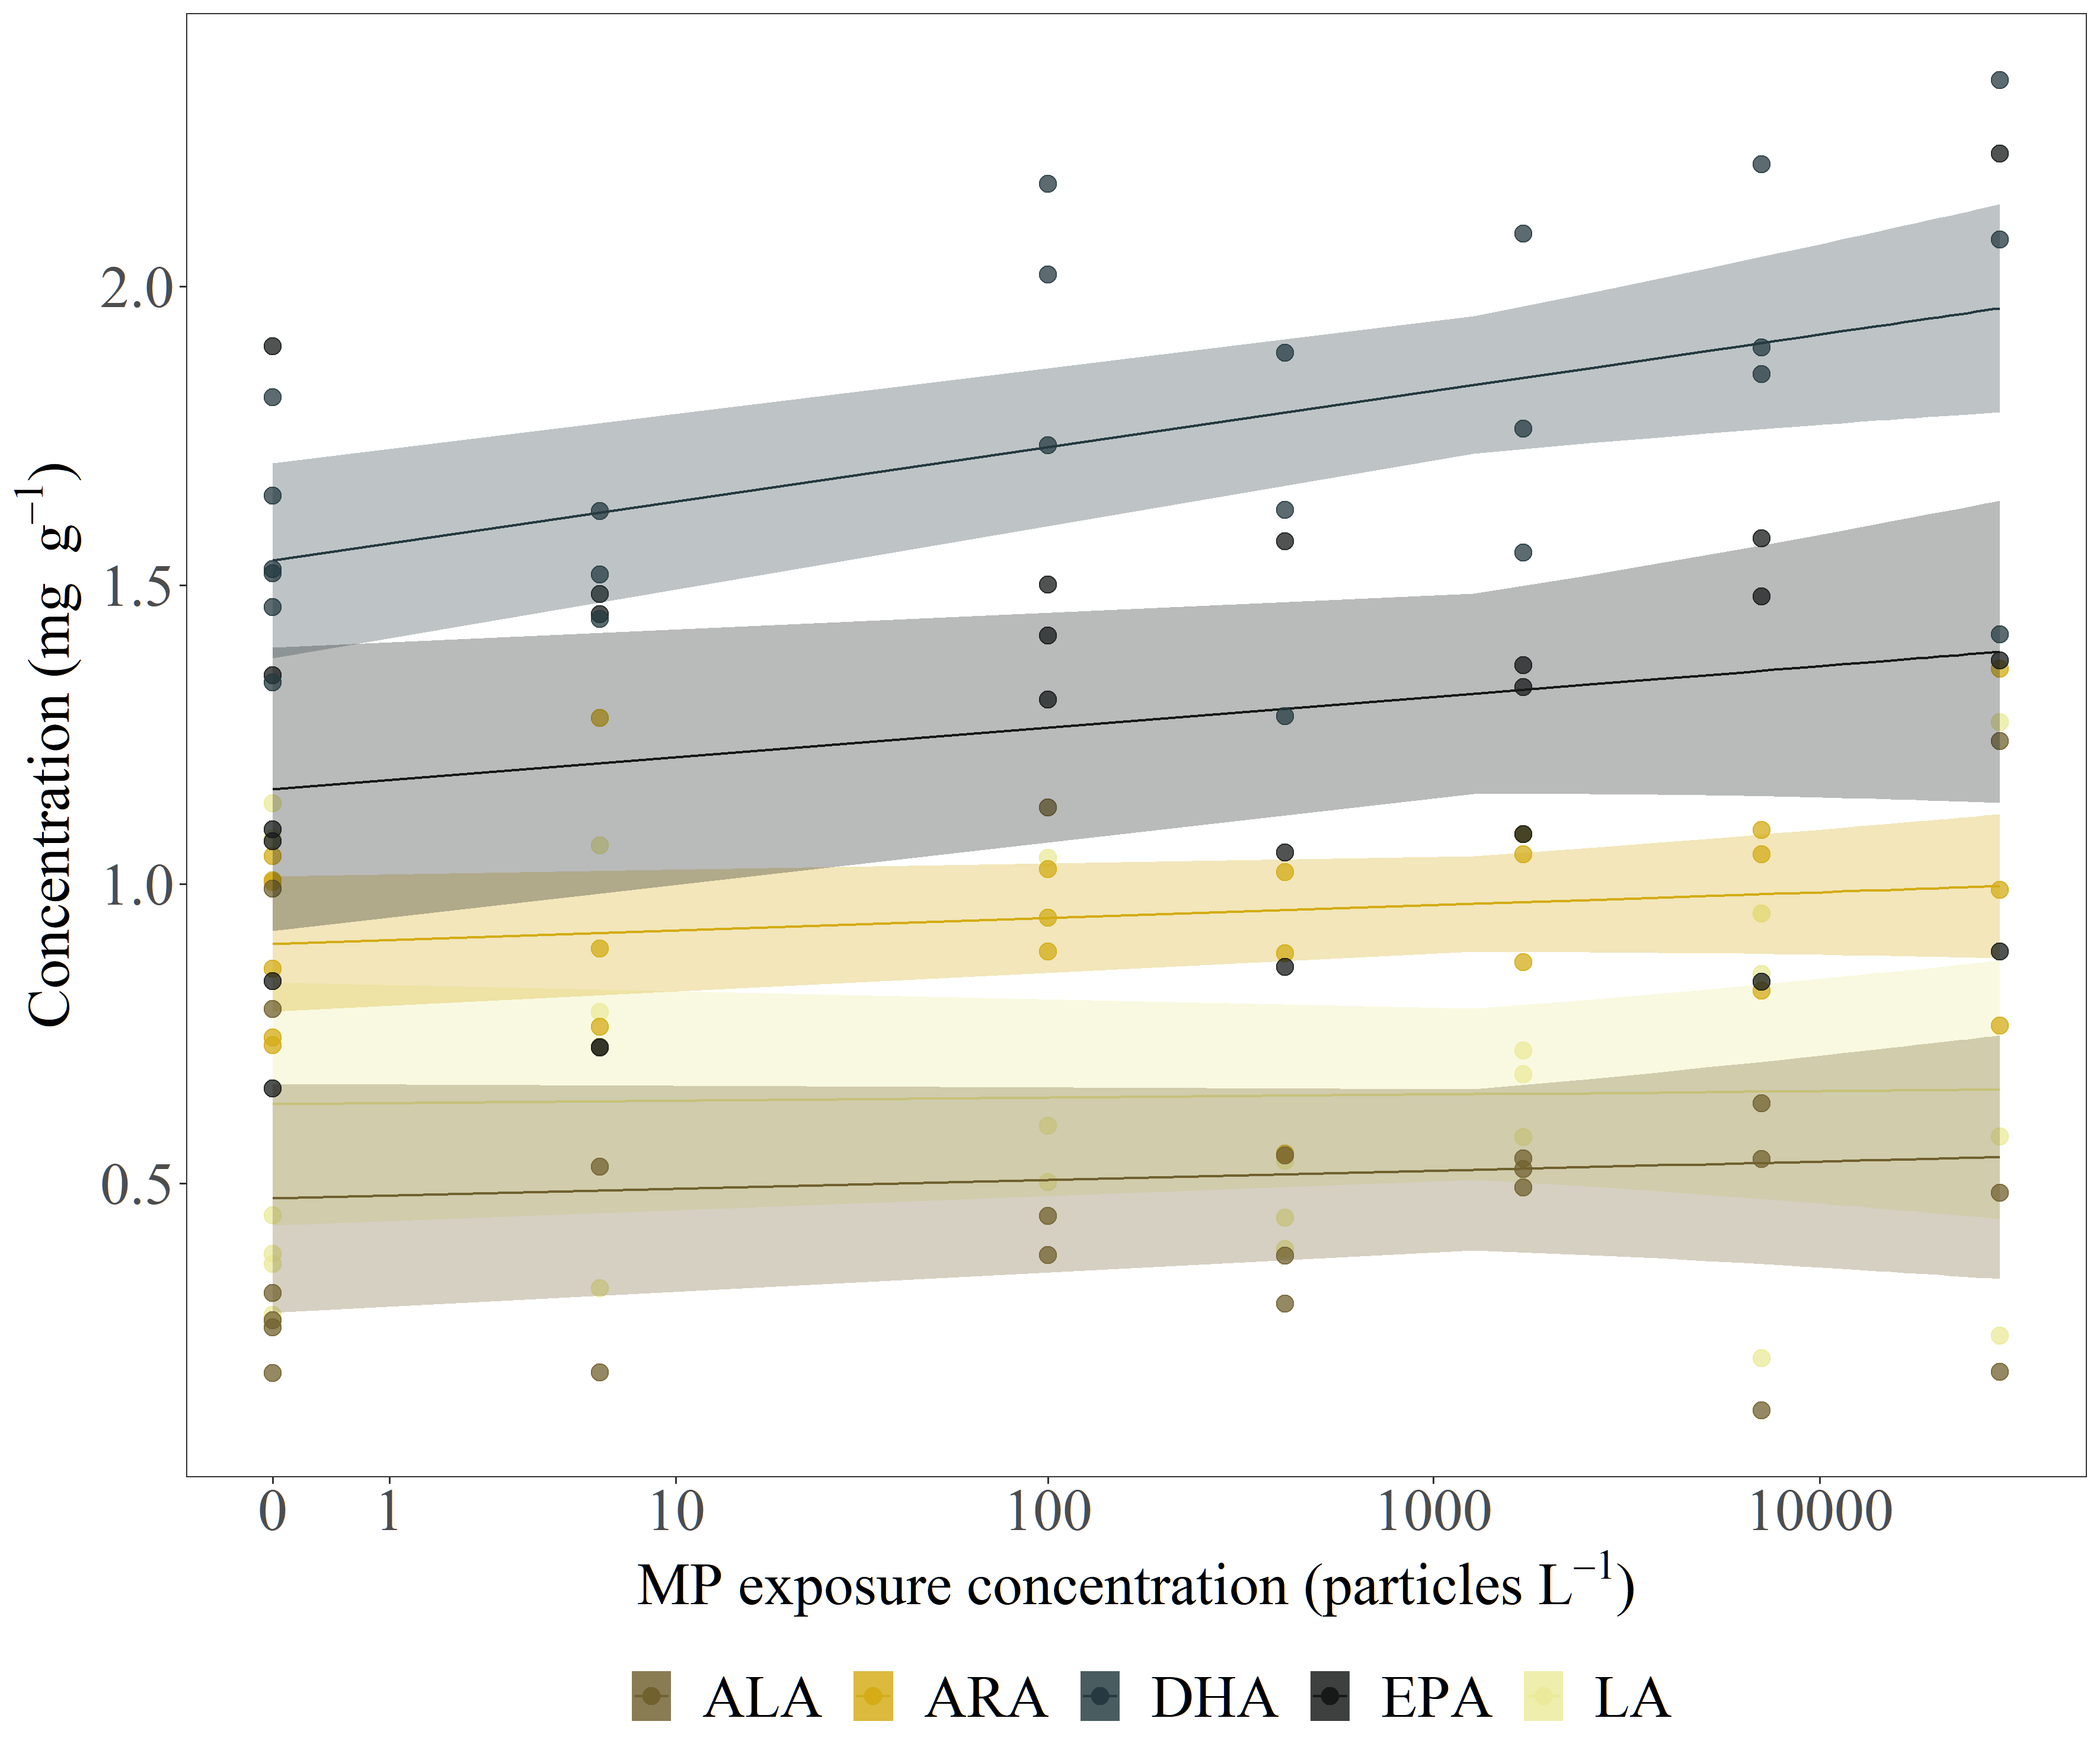 Concentration (mg g⁻¹)
2.0
1.5
1.0
0.5
0 1 10 100 1000 10000
MP exposure concentration (particles L⁻¹)
ALA ARA DHA EPA LA